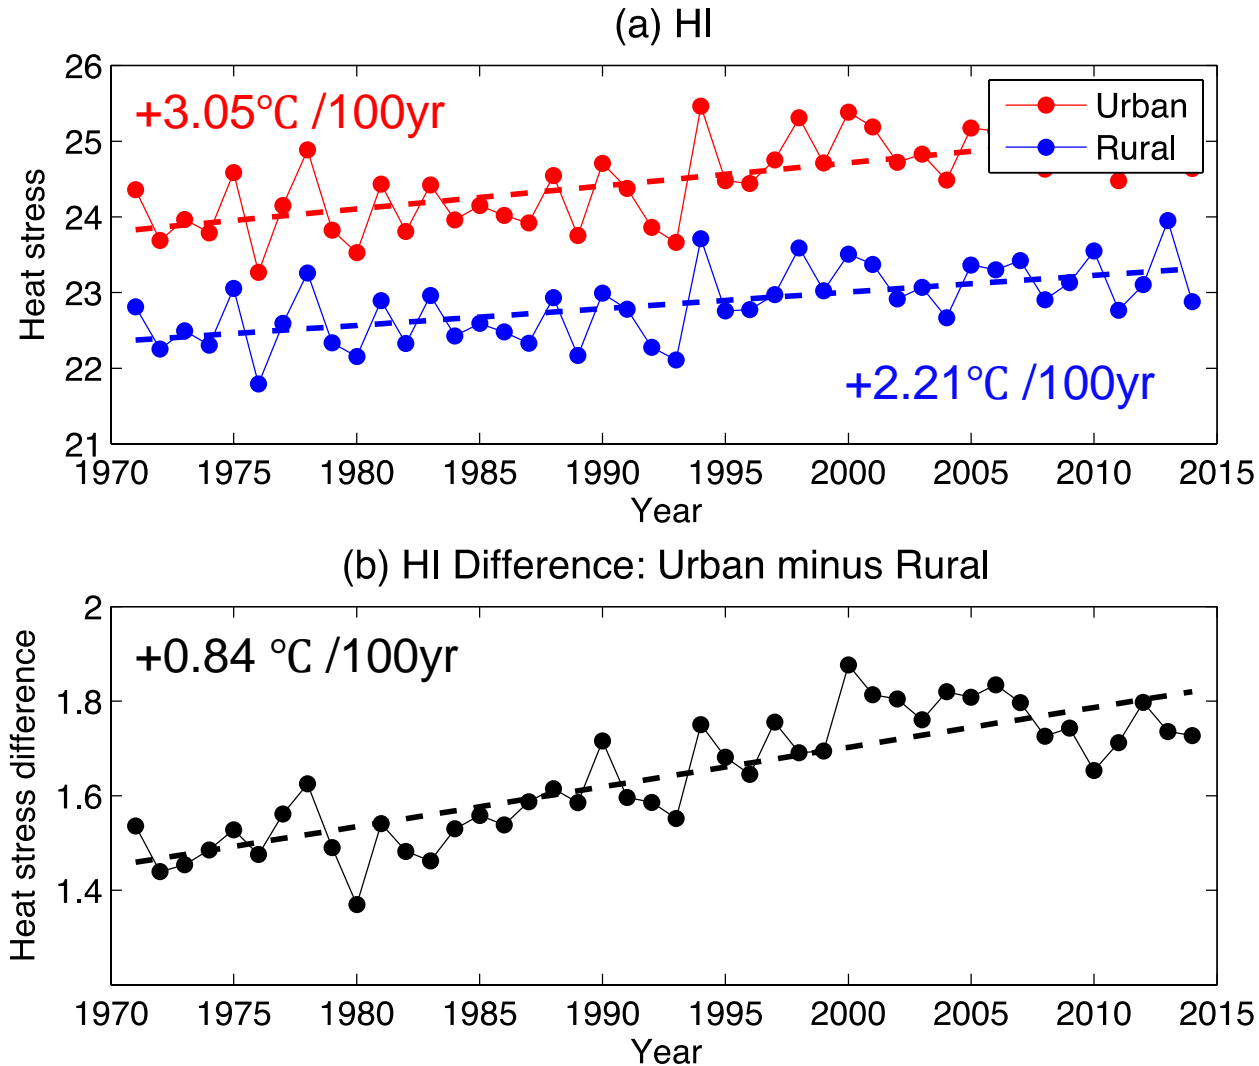 (a) HI
+3.05℃ /100yr
Urban
Rural
+2.21℃ /100yr
Heat stress
26
25
24
23
22
21
1970 1975 1980 1985 1990 1995 2000 2005 2010 2015
Year
(b) HI Difference: Urban minus Rural
+0.84 ℃ /100yr
Heat stress difference
2
1.8
1.6
1.4
1970 1975 1980 1985 1990 1995 2000 2005 2010 2015
Year